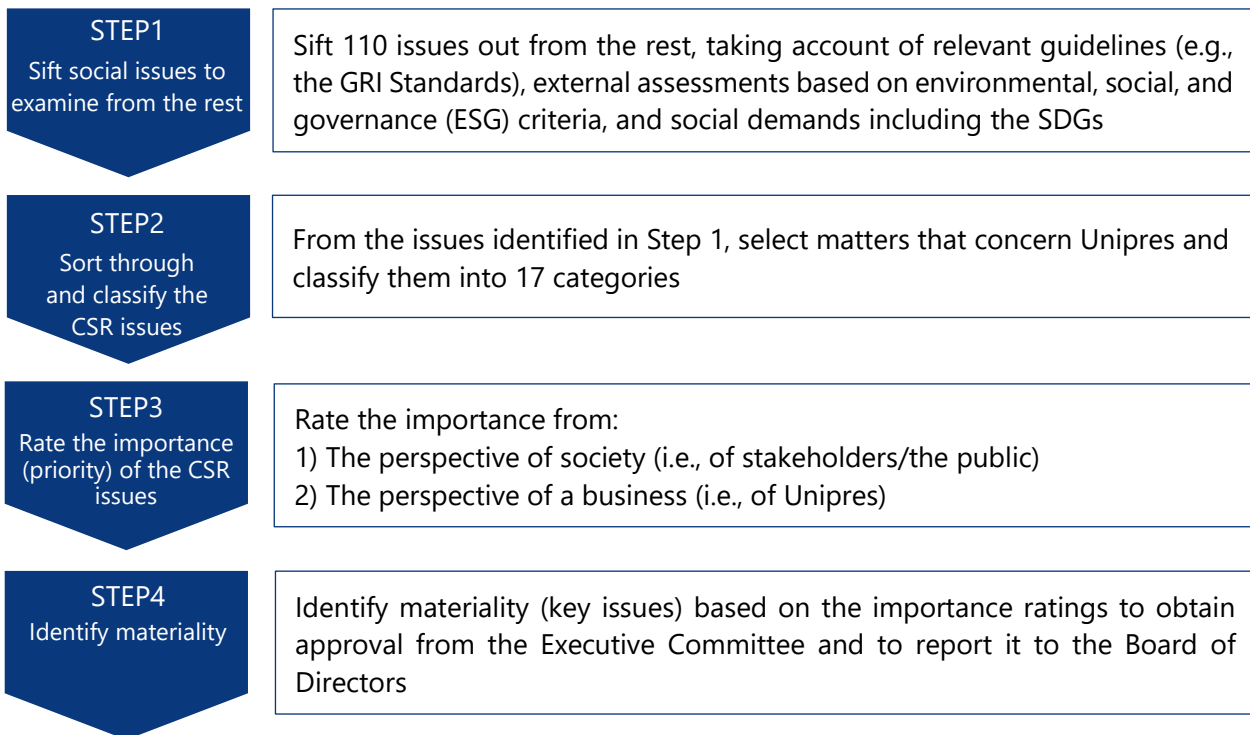 STEP1
Sift social issues to
examine from the rest
Sift 110 issues out from the rest, taking account of relevant guidelines (e.g.,
the GRI Standards), external assessments based on environmental, social, and
governance (ESG) criteria, and social demands including the SDGs
STEP2
Sort through
and classify the
CSR issues
From the issues identified in Step 1, select matters that concern Unipres and
classify them into 17 categories
STEP3
Rate the importance
(priority) of the CSR
issues
Rate the importance from:
1) The perspective of society (i.e., of stakeholders/the public)
2) The perspective of a business (i.e., of Unipres)
STEP4
Identify materiality
Identify materiality (key issues) based on the importance ratings to obtain
approval from the Executive Committee and to report it to the Board of
Directors